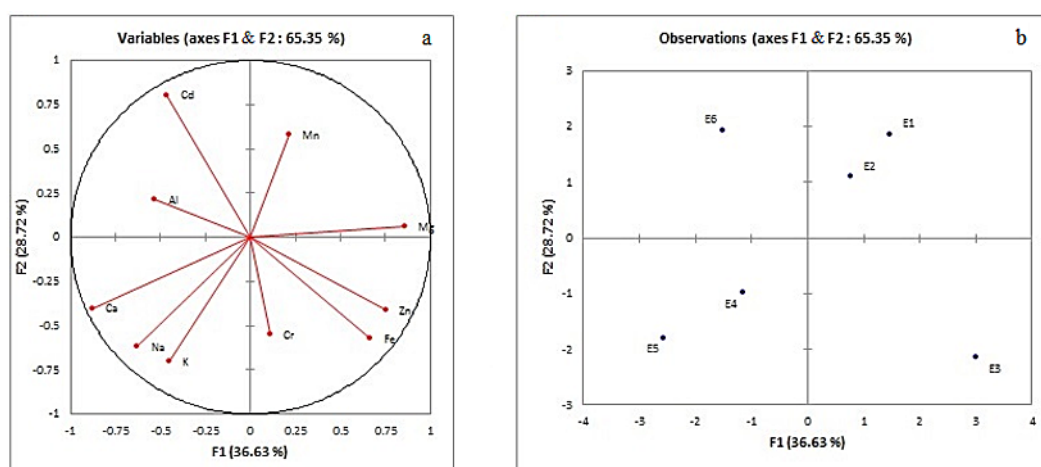 Variables (axes F1 & F2 : 65.35 %)
a
Cd
Mn
Al
Mg
Ca
Na
K
Cr
Zn
Fe
1
0.75
0.5
0.25
0
-0.25
-0.5
-0.75
-1
F2 (28.72 %)
-1 -0.75 -0.5 -0.25 0 0.25 0.5 0.75 1
F1 (36.63 %)
Observations (axes F1 & F2 : 65.35 %)
b
E6
E1
E2
E4
E5
E3
3
2
1
0
-1
-2
-3
F2 (28.72 %)
-4 -3 -2 -1 0 1 2 3 4
F1 (36.63 %)